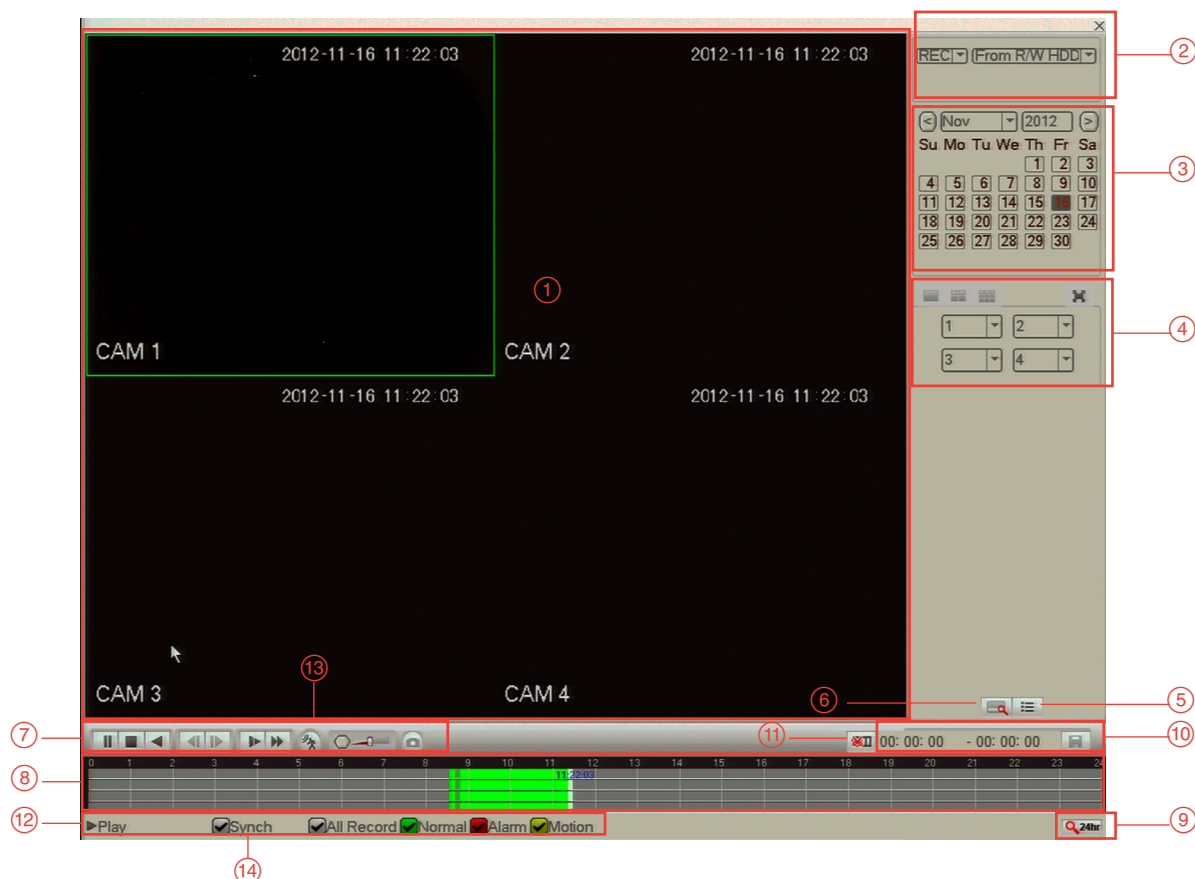 2
2012-11-16 11:22:03
2012-11-16 11:22:03
REC
From R/W HDD
Nov
2012
Su Mo Tu We Th Fr Sa
1 2 3
4 5 6 7 8 9 10
11 12 13 14 15 16 17
18 19 20 21 22 23 24
25 26 27 28 29 30
3
1
CAM 1
CAM 2
1
2
3
4
4
2012-11-16 11:22:03
2012-11-16 11:22:03
CAM 3
CAM 4
13
6
5
7
11
00: 00: 00 - 00: 00: 00
10
8
0 1 2 3 4 5 6 7 8 9 10 11 12 13 14 15 16 17 18 19 20 21 22 23 24
11:22:03
12
Play
Synch
All Record
Normal
Alarm
Motion
24hr
9
14